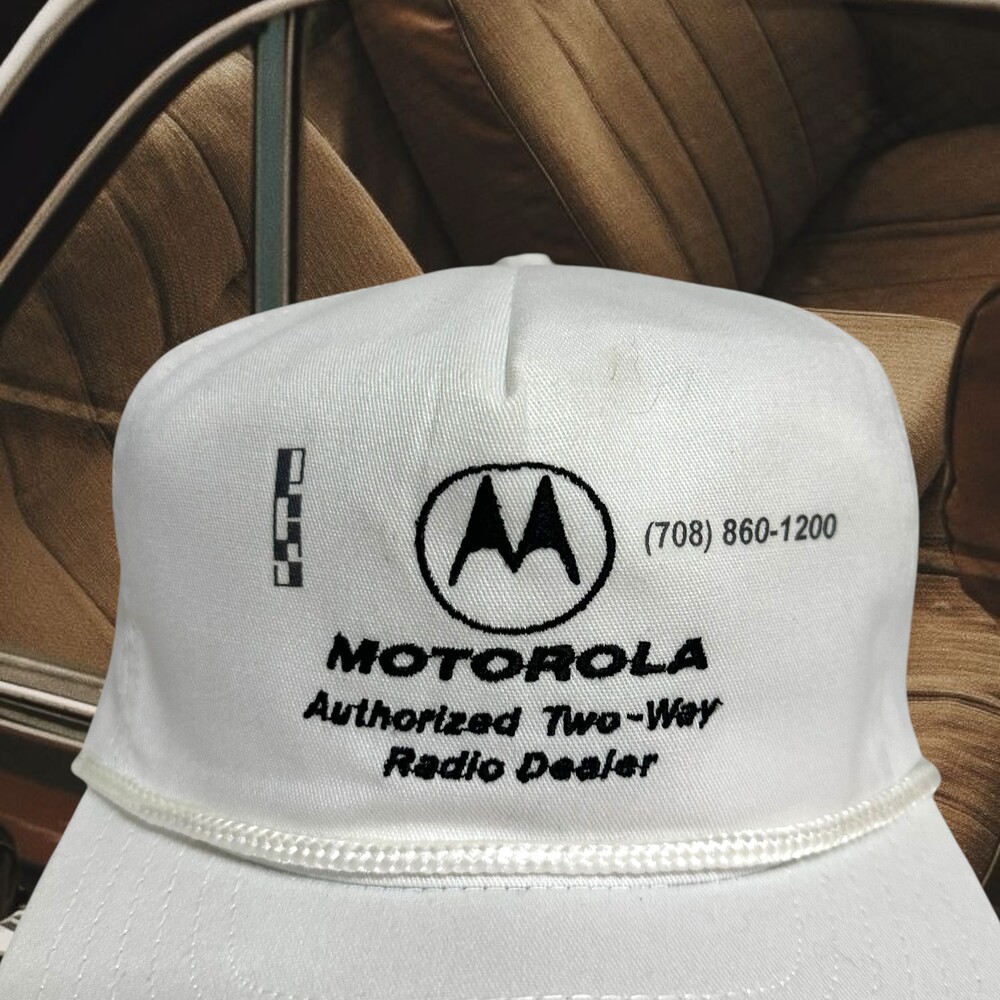 (708) 860-1200
MOTOROLA
Authorized Two-Way
Radio Dealer